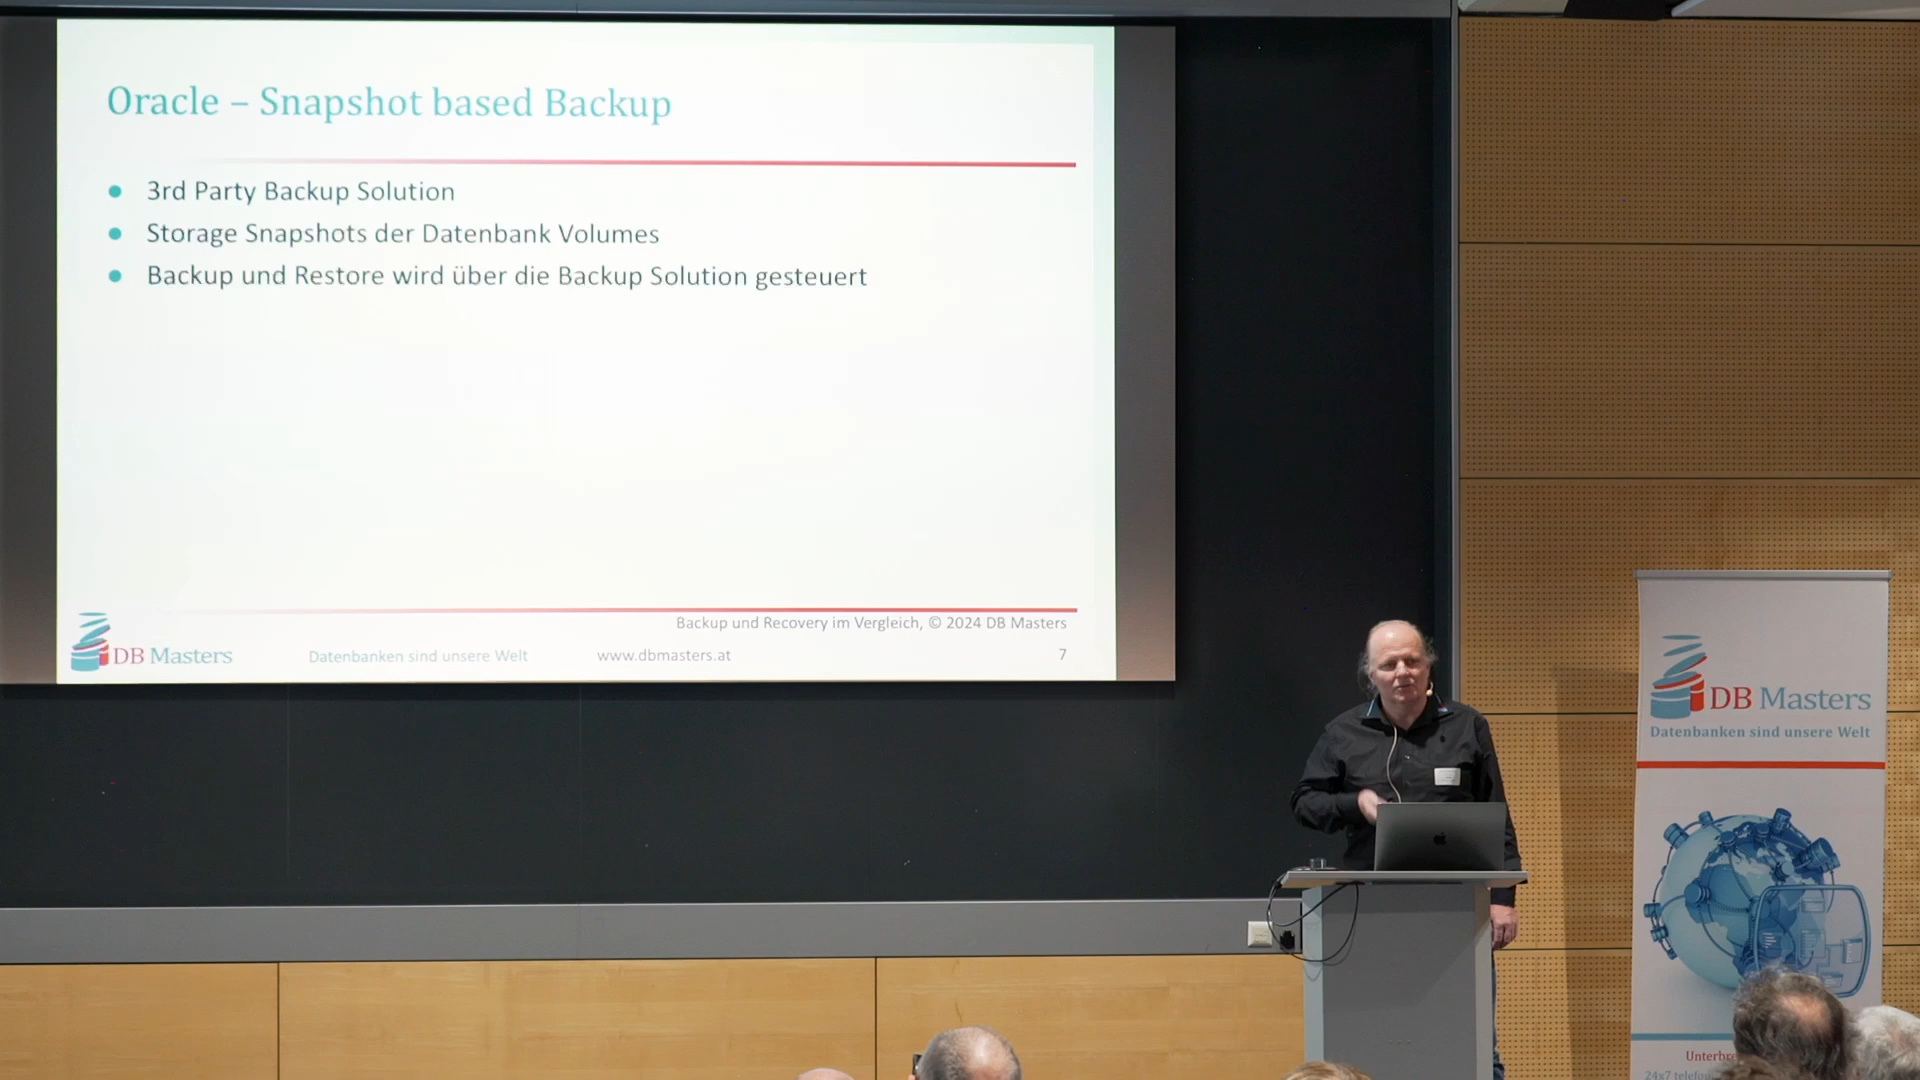 Oracle – Snapshot based Backup
3rd Party Backup Solution
Storage Snapshots der Datenbank Volumes
Backup und Restore wird über die Backup Solution gesteuert
Backup und Recovery im Vergleich, © 2024 DB Masters
DB Masters
Datenbanken sind unsere Welt
www.dbmasters.at
7
DB Masters
Datenbanken sind unsere Welt
24x7